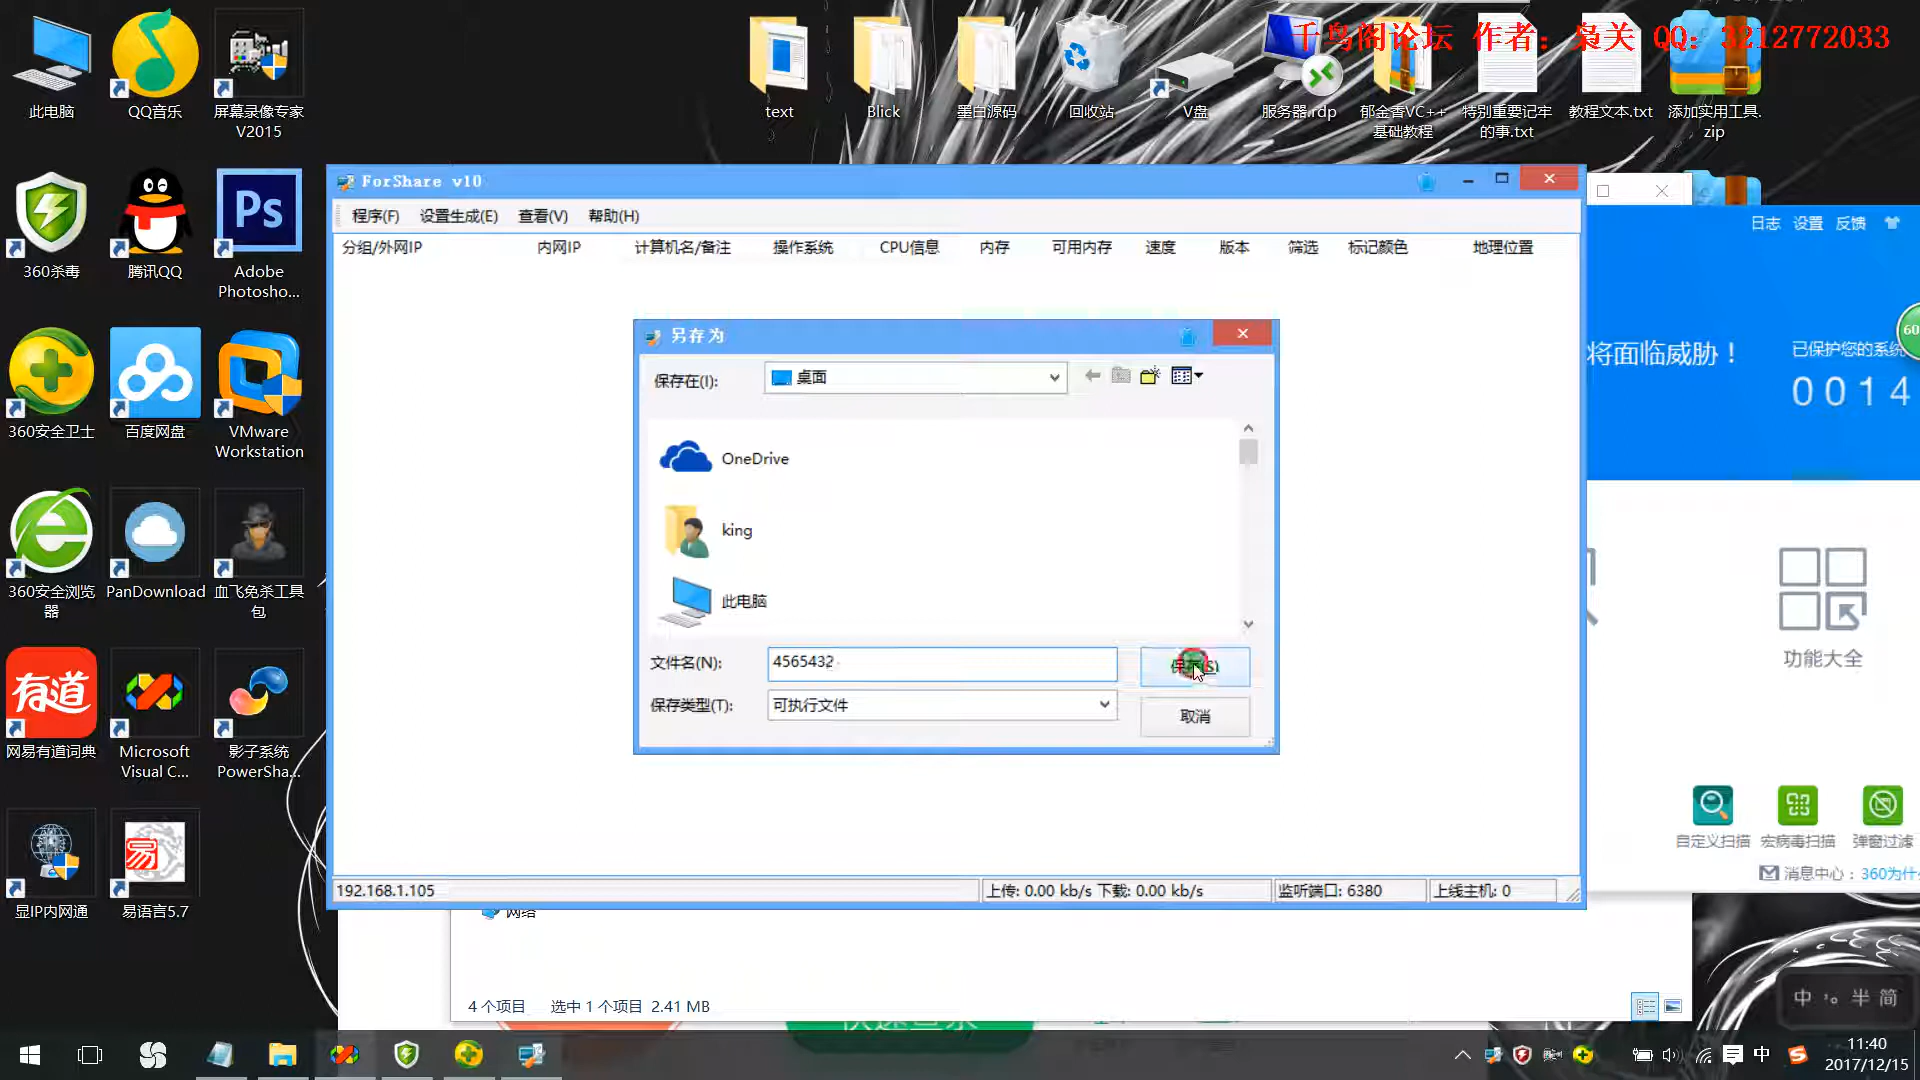 千鸟阁论坛 作者：枭关 QQ：3212772033
此电脑
QQ音乐
屏幕录像专家
V2015
text
Blick
墨白源码
回收站
V盘
服务器.rdp
郁金香VC++
基础教程
特别重要记牢
的事.txt
教程文本.txt
添加实用工具.
zip
360杀毒
腾讯QQ
Ps
Adobe
Photosho...
360安全卫士
百度网盘
VMware
Workstation
360安全浏览
器
PanDownload
血飞免杀工具
包
有道
网易有道词典
Microsoft
Visual C...
影子系统
PowerSha...
显IP内网通
易
易语言5.7
ForShare v10
程序(F) 设置生成(E) 查看(V) 帮助(H)
分组/外网IP 内网IP 计算机名/备注 操作系统 CPU信息 内存 可用内存 速度 版本 筛选 标记颜色 地理位置
另存为
保存在(I): 桌面
OneDrive
king
此电脑
文件名(N): 4565432
保存(S)
保存类型(T): 可执行文件
取消
192.168.1.105
上传: 0.00 kb/s 下载: 0.00 kb/s
监听端口: 6380
上线主机: 0
日志 设置 反馈
将面临威胁！
已保护您的系统
0014
60
功能大全
自定义扫描 宏病毒扫描 弹窗过滤
消息中心： 360为什
网络
4 个项目 选中 1 个项目 2.41 MB
中 半 简
中
11:40
2017/12/15